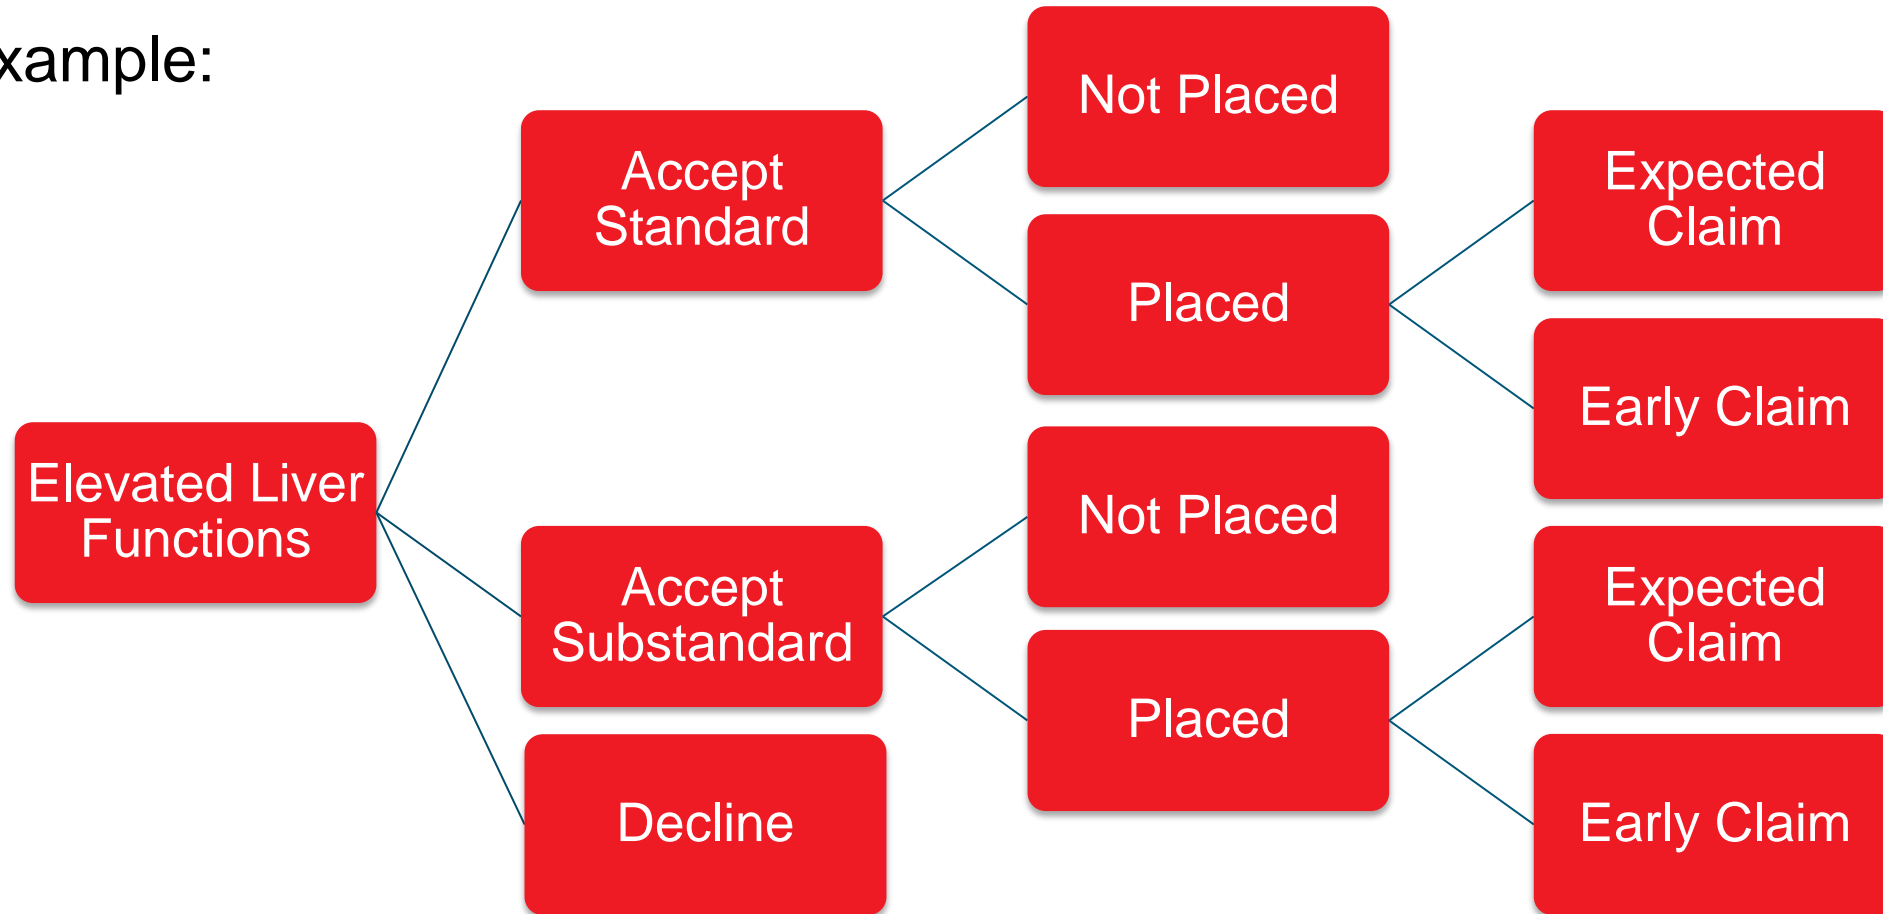 xample:
Elevated Liver
Functions
Accept
Standard
Not Placed
Placed
Expected
Claim
Early Claim
Accept
Substandard
Not Placed
Placed
Expected
Claim
Early Claim
Decline